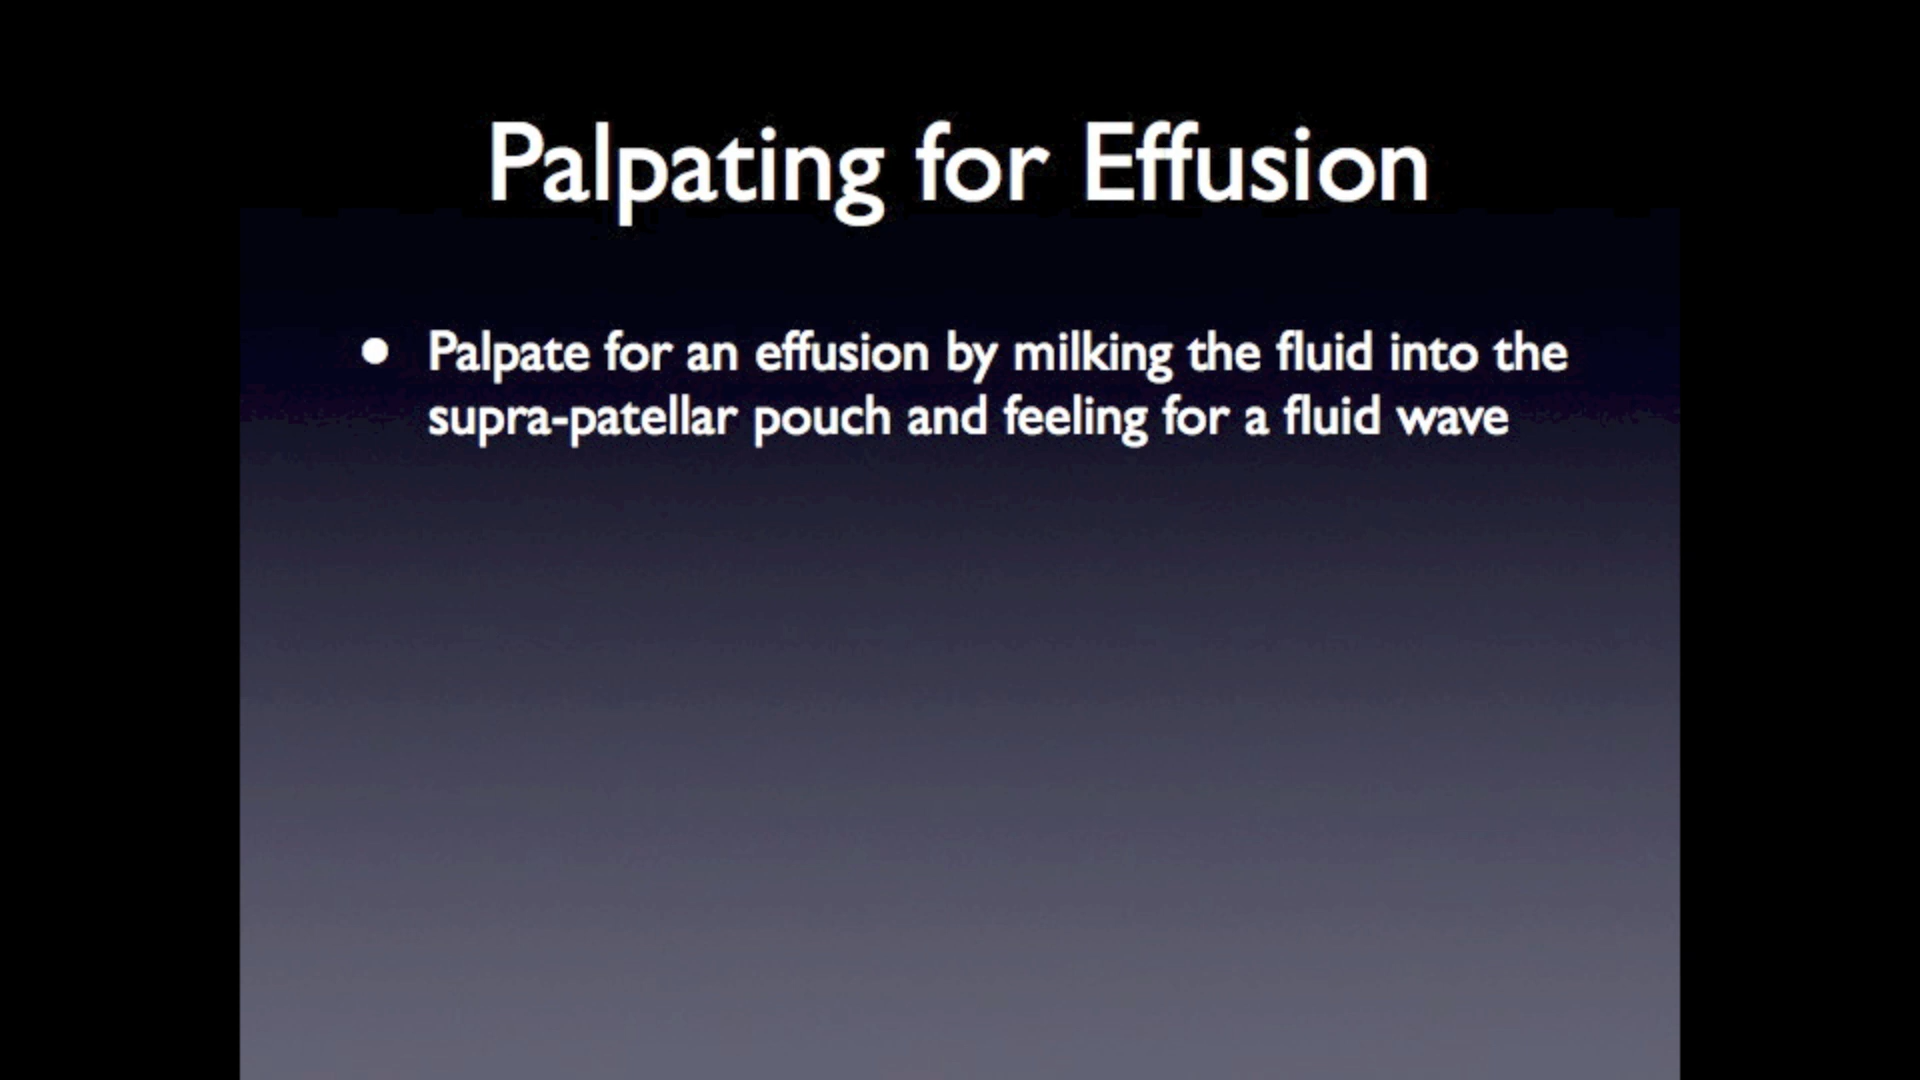 Palpating for Effusion
• Palpate for an effusion by milking the fluid into the
supra-patellar pouch and feeling for a fluid wave